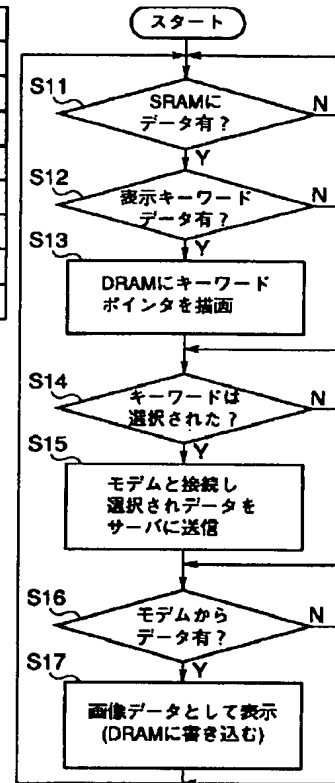 スタート
S11
SRAMに
データ有？
N
Y
S12
表示キーワード
データ有？
N
Y
S13
DRAMにキーワード
ポインタを描画
S14
キーワードは
選択された？
N
Y
S15
モデムと接続し
選択されデータを
サーバに送信
S16
モデムから
データ有？
N
Y
S17
画像データとして表示
(DRAMに書き込む)